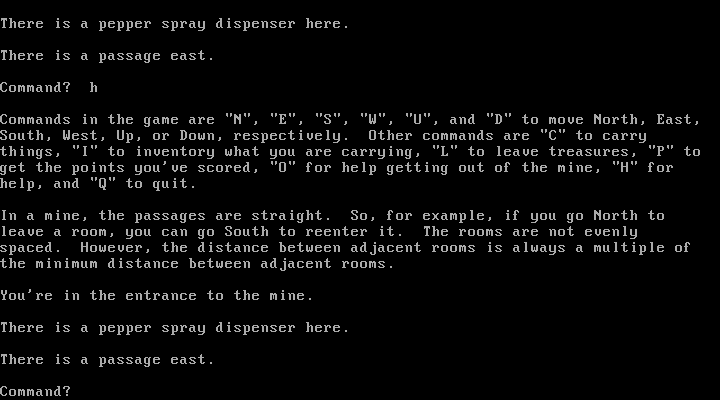 There is a pepper spray dispenser here.
There is a passage east.
Command?  h
Commands in the game are "N", "E", "S", "W", "U", and "D" to move North, East,
South, West, Up, or Down, respectively.  Other commands are "C" to carry
things, "I" to inventory what you are carrying, "L" to leave treasures, "P" to
get the points you've scored, "O" for help getting out of the mine, "H" for
help, and "Q" to quit.
In a mine, the passages are straight.  So, for example, if you go North to
leave a room, you can go South to reenter it.  The rooms are not evenly
spaced.  However, the distance between adjacent rooms is always a multiple of
the minimum distance between adjacent rooms.
You're in the entrance to the mine.
There is a pepper spray dispenser here.
There is a passage east.
Command?